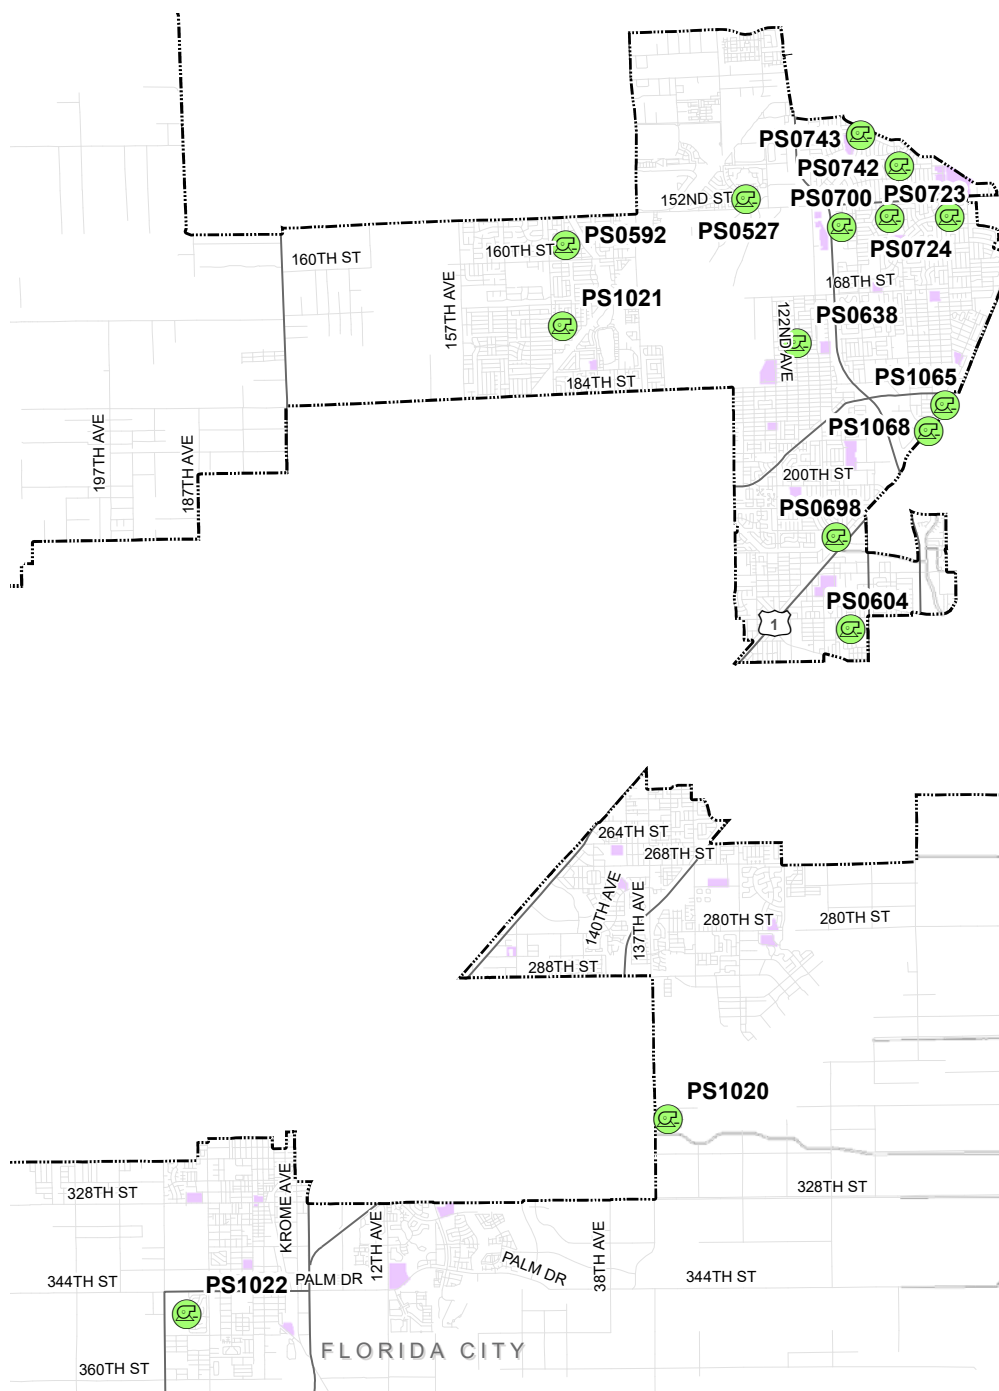 PS0743
PS0742
152ND ST
PS0700
PS0723
PS0527
PS0724
PS0592
160TH ST
160TH ST
157TH AVE
168TH ST
PS1021
122ND AVE
PS0638
184TH ST
PS1065
PS1068
197TH AVE
187TH AVE
200TH ST
PS0698
PS0604
1
264TH ST
268TH ST
140TH AVE
137TH AVE
280TH ST
280TH ST
288TH ST
PS1020
328TH ST
KROME AVE
328TH ST
12TH AVE
38TH AVE
PALM DR
344TH ST
PS1022
PALM DR
344TH ST
FLORIDA CITY
360TH ST